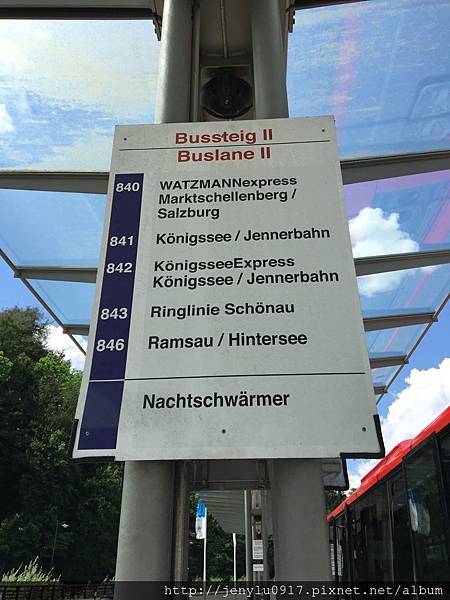 Bussteig II
Buslane II
840 WATZMANNexpress
Marktschellenberg /
Salzburg
841 Königssee / Jennerbahn
842 KönigsseeExpress
Königssee / Jennerbahn
843 Ringlinie Schönau
846 Ramsau / Hintersee
Nachtschwärmer
http://jenylu0917.pixnet.net/album